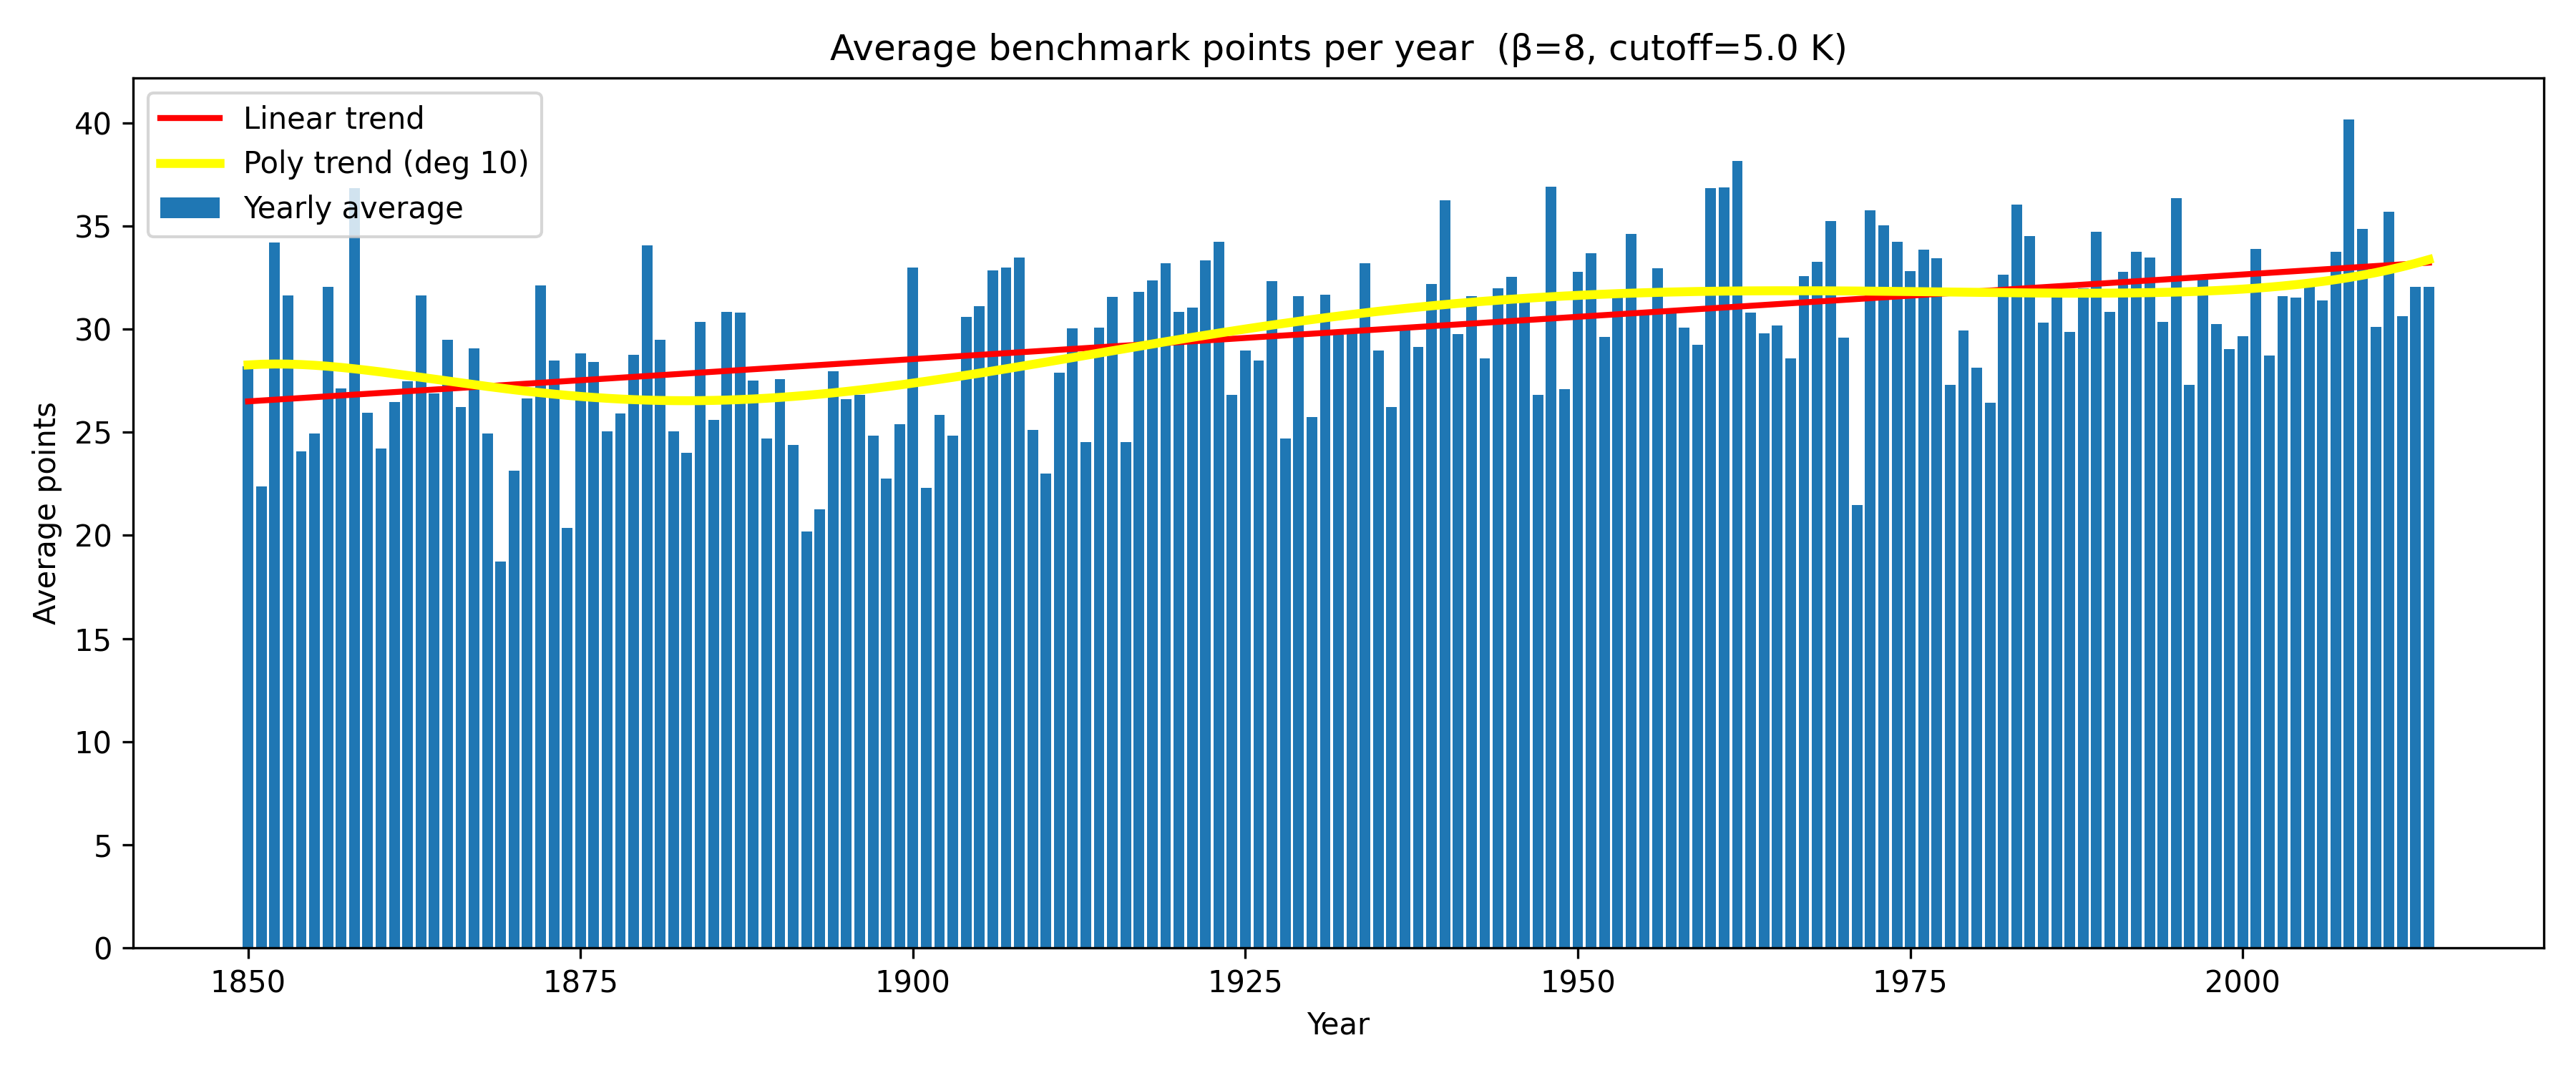 Average benchmark points per year  (β=8, cutoff=5.0 K)
Linear trend
Poly trend (deg 10)
Yearly average
Average points
40
35
30
25
20
15
10
5
0
1850 1875 1900 1925 1950 1975 2000
Year